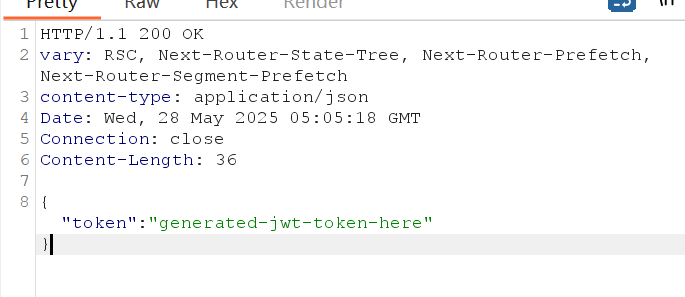 Pretty Raw Hex Render \n
1 HTTP/1.1 200 OK
2 vary: RSC, Next-Router-State-Tree, Next-Router-Prefetch,
Next-Router-Segment-Prefetch
3 content-type: application/json
4 Date: Wed, 28 May 2025 05:05:18 GMT
5 Connection: close
6 Content-Length: 36
7
8 {
"token":"generated-jwt-token-here"
}